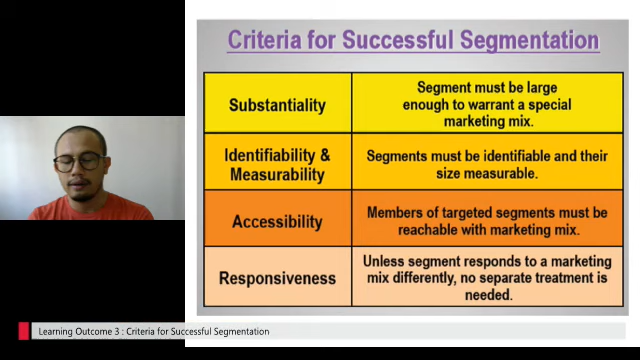 Criteria for Successful Segmentation
Substantiality
Segment must be large
enough to warrant a special
marketing mix.
Identifiability &
Measurability
Segments must be identifiable and their
size measurable.
Accessibility
Members of targeted segments must be
reachable with marketing mix.
Responsiveness
Unless segment responds to a marketing
mix differently, no separate treatment is
needed.
Learning Outcome 3 : Criteria for Successful Segmentation